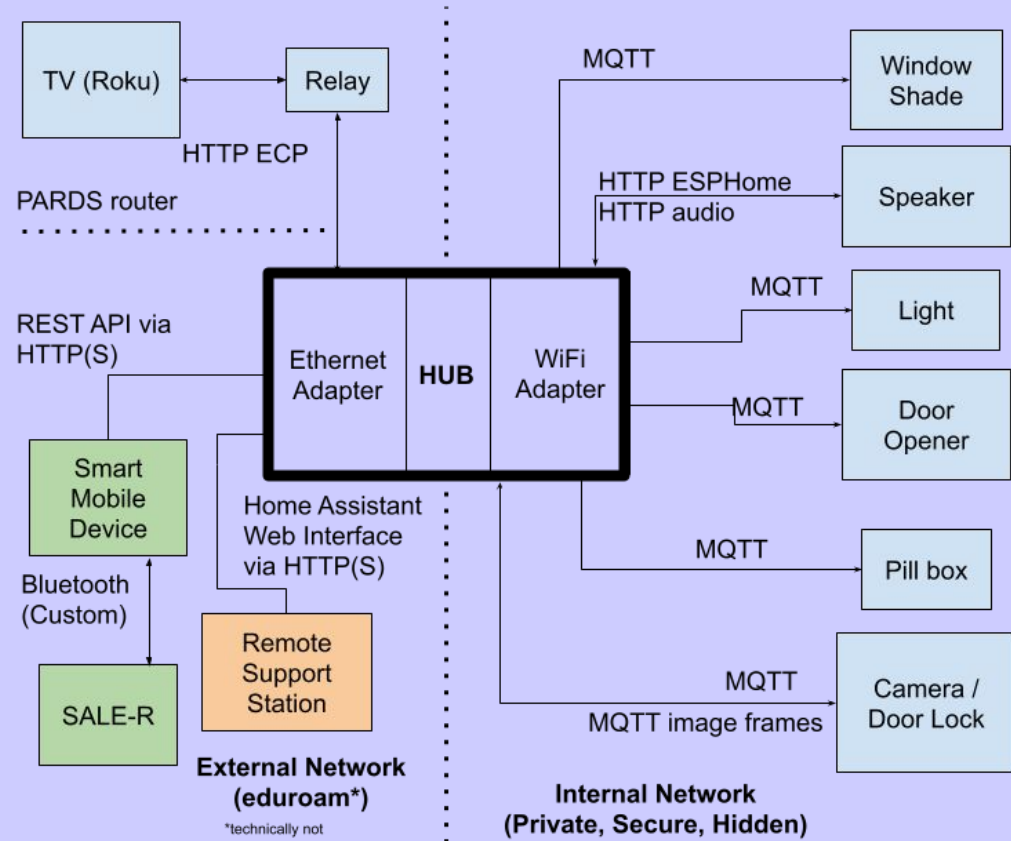 TV (Roku)
Relay
HTTP ECP
PARDS router
MQTT
Window
Shade
HTTP ESPHome
HTTP audio
Speaker
MQTT
Light
REST API via
HTTP(S)
Ethernet
Adapter
HUB
WiFi
Adapter
MQTT
Door
Opener
Smart
Mobile
Device
Home Assistant
Web Interface
via HTTP(S)
MQTT
Pill box
Bluetooth
(Custom)
Remote
Support
Station
SALE-R
MQTT
MQTT image frames
Camera /
Door Lock
External Network
(eduroam*)
*technically not
Internal Network
(Private, Secure, Hidden)